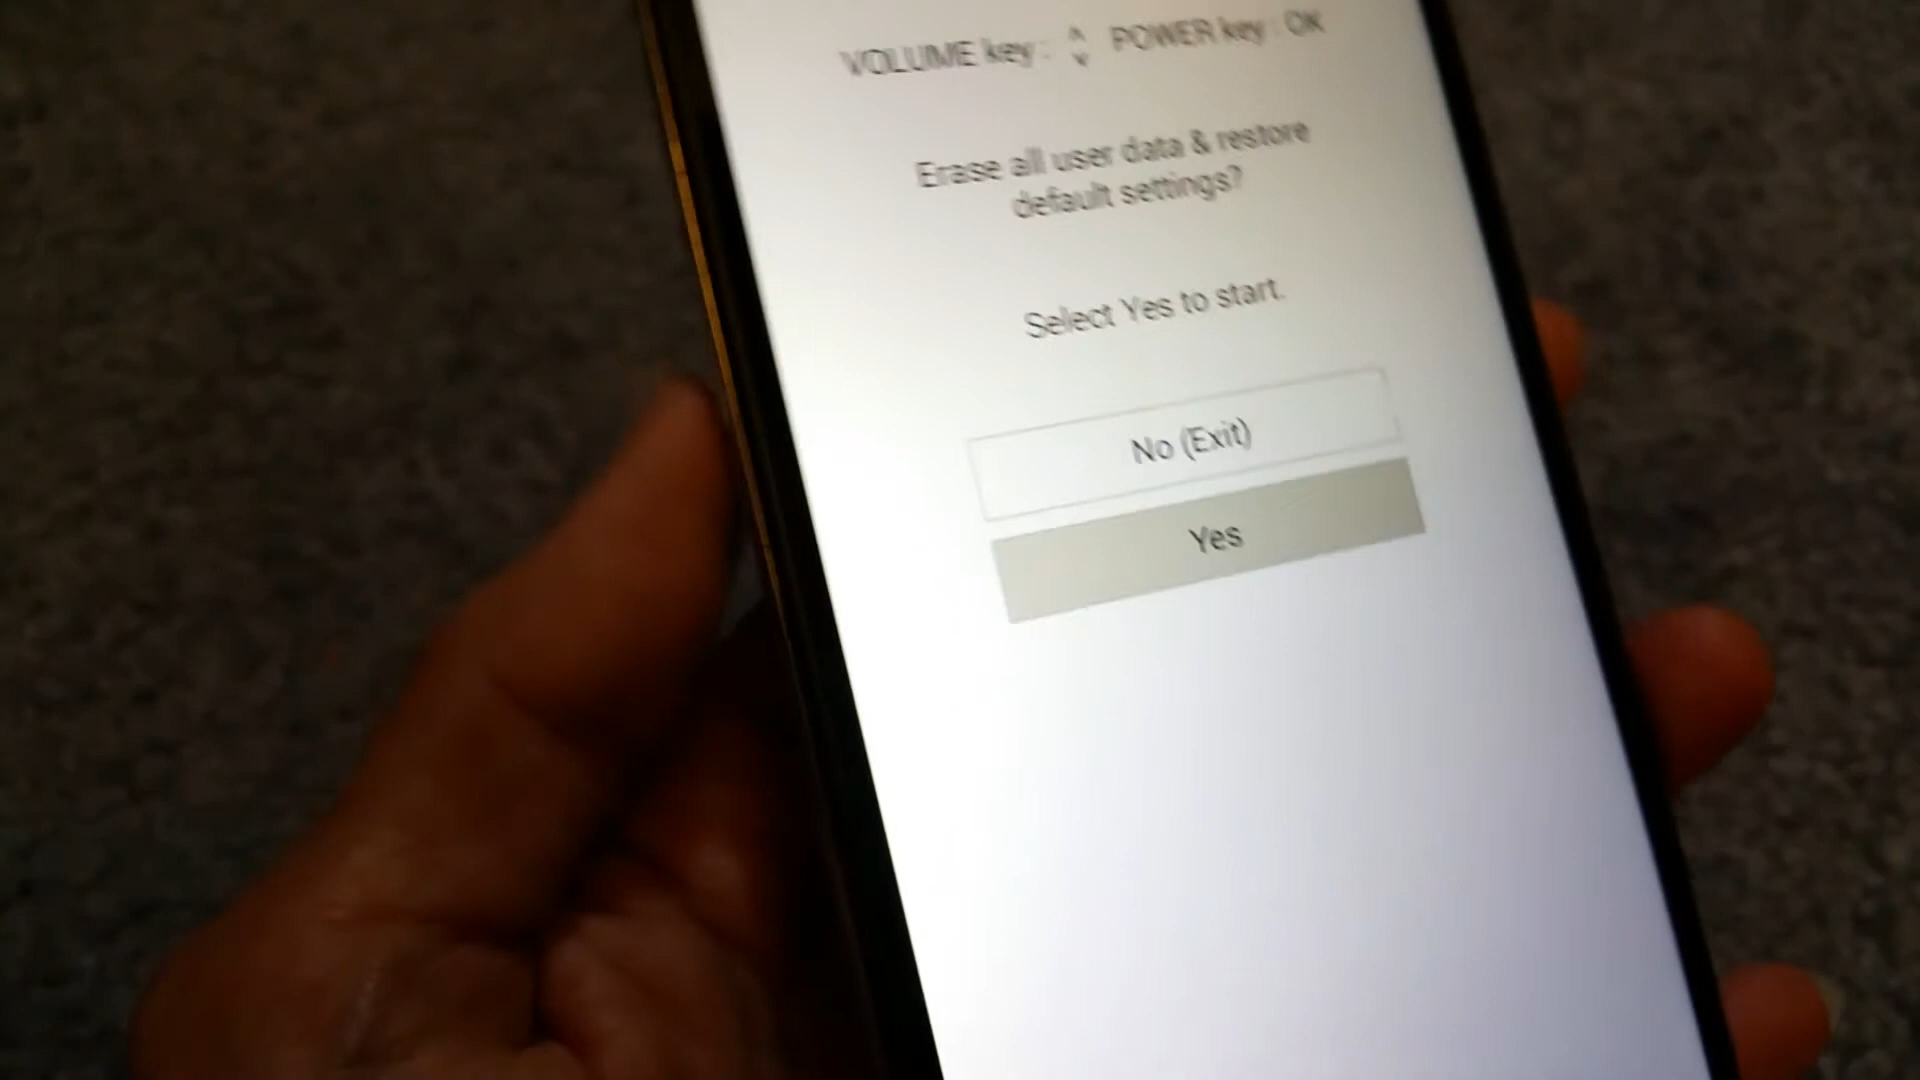 VOLUME key : ^ v POWER key : OK
Erase all user data & restore
default settings?
Select Yes to start.
No (Exit)
Yes